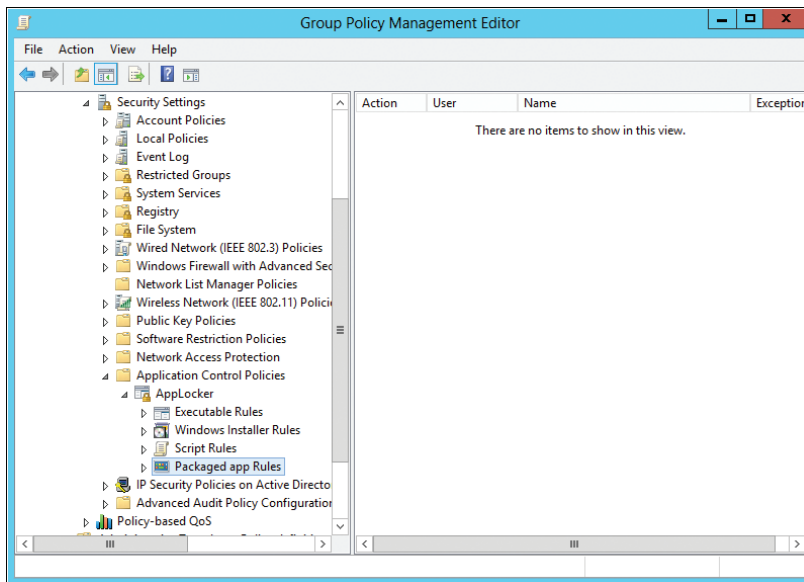 Group Policy Management Editor
File Action View Help
Security Settings
Account Policies
Local Policies
Event Log
Restricted Groups
System Services
Registry
File System
Wired Network (IEEE 802.3) Policies
Windows Firewall with Advanced Sec
Network List Manager Policies
Wireless Network (IEEE 802.11) Policie
Public Key Policies
Software Restriction Policies
Network Access Protection
Application Control Policies
AppLocker
Executable Rules
Windows Installer Rules
Script Rules
Packaged app Rules
IP Security Policies on Active Directo
Advanced Audit Policy Configuration
Policy-based QoS
Action User Name Exception
There are no items to show in this view.